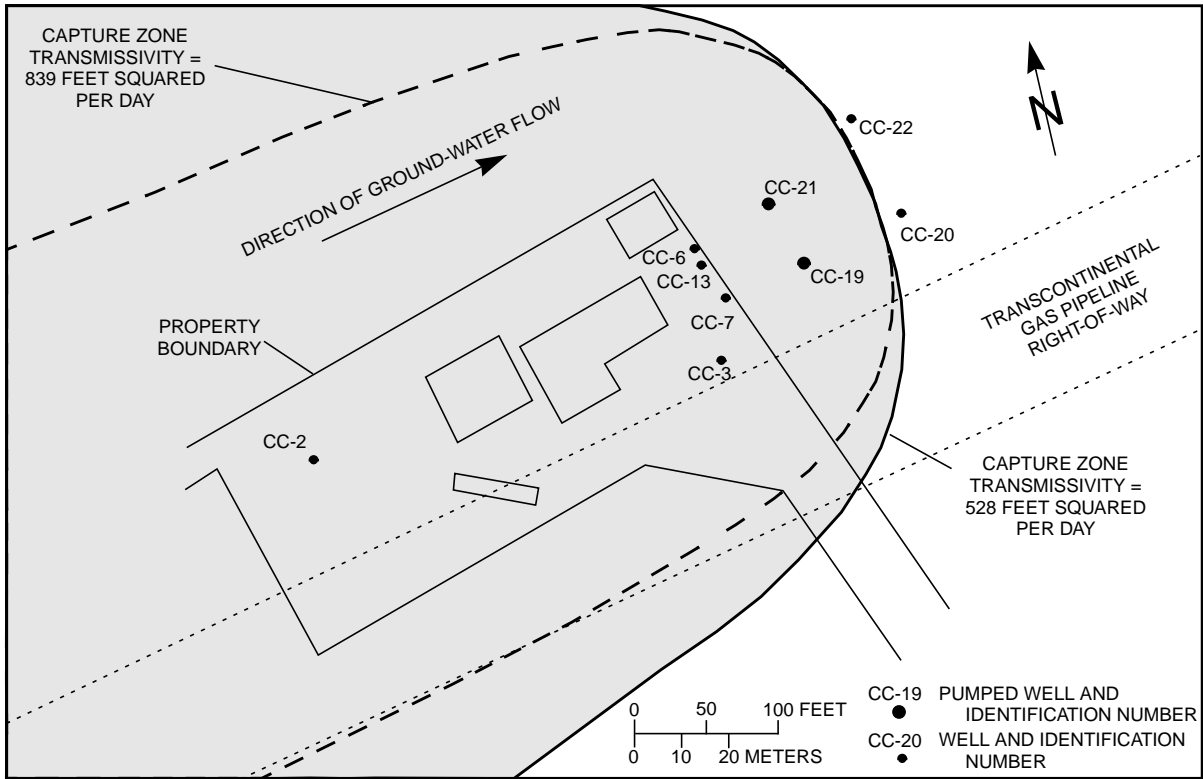 CAPTURE ZONE
TRANSMISSIVITY =
839 FEET SQUARED
PER DAY
DIRECTION OF GROUND-WATER FLOW
N
CC-22
CC-21
CC-20
CC-6
CC-13
CC-19
CC-7
CC-3
TRANSCONTINENTAL
GAS PIPELINE
RIGHT-OF-WAY
PROPERTY
BOUNDARY
CC-2
CAPTURE ZONE
TRANSMISSIVITY =
528 FEET SQUARED
PER DAY
0 50 100 FEET
0 10 20 METERS
CC-19 PUMPED WELL AND
IDENTIFICATION NUMBER
CC-20 WELL AND IDENTIFICATION
NUMBER